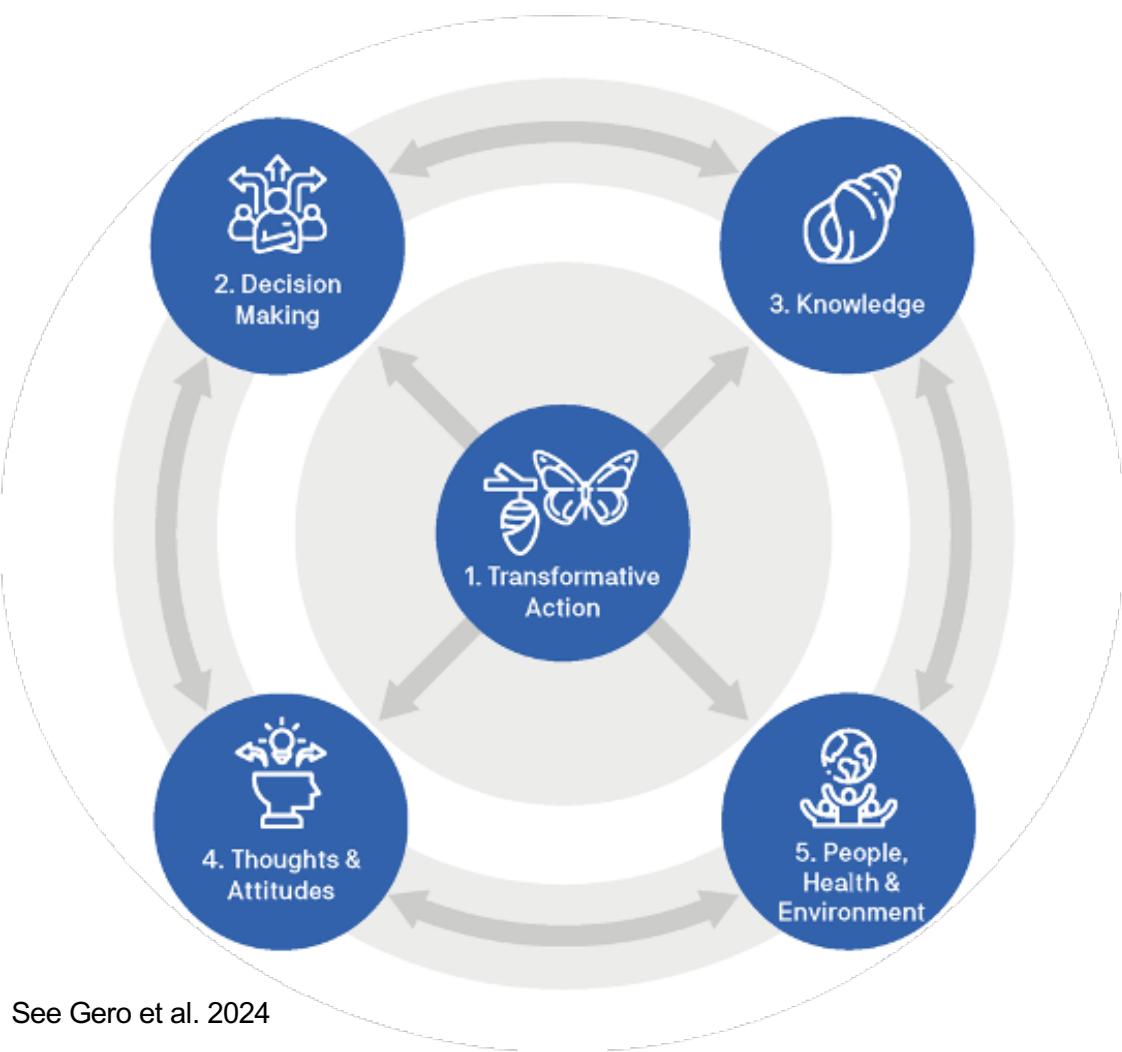 2. Decision
Making
3. Knowledge
1. Transformative
Action
4. Thoughts &
Attitudes
5. People,
Health &
Environment
See Gero et al. 2024